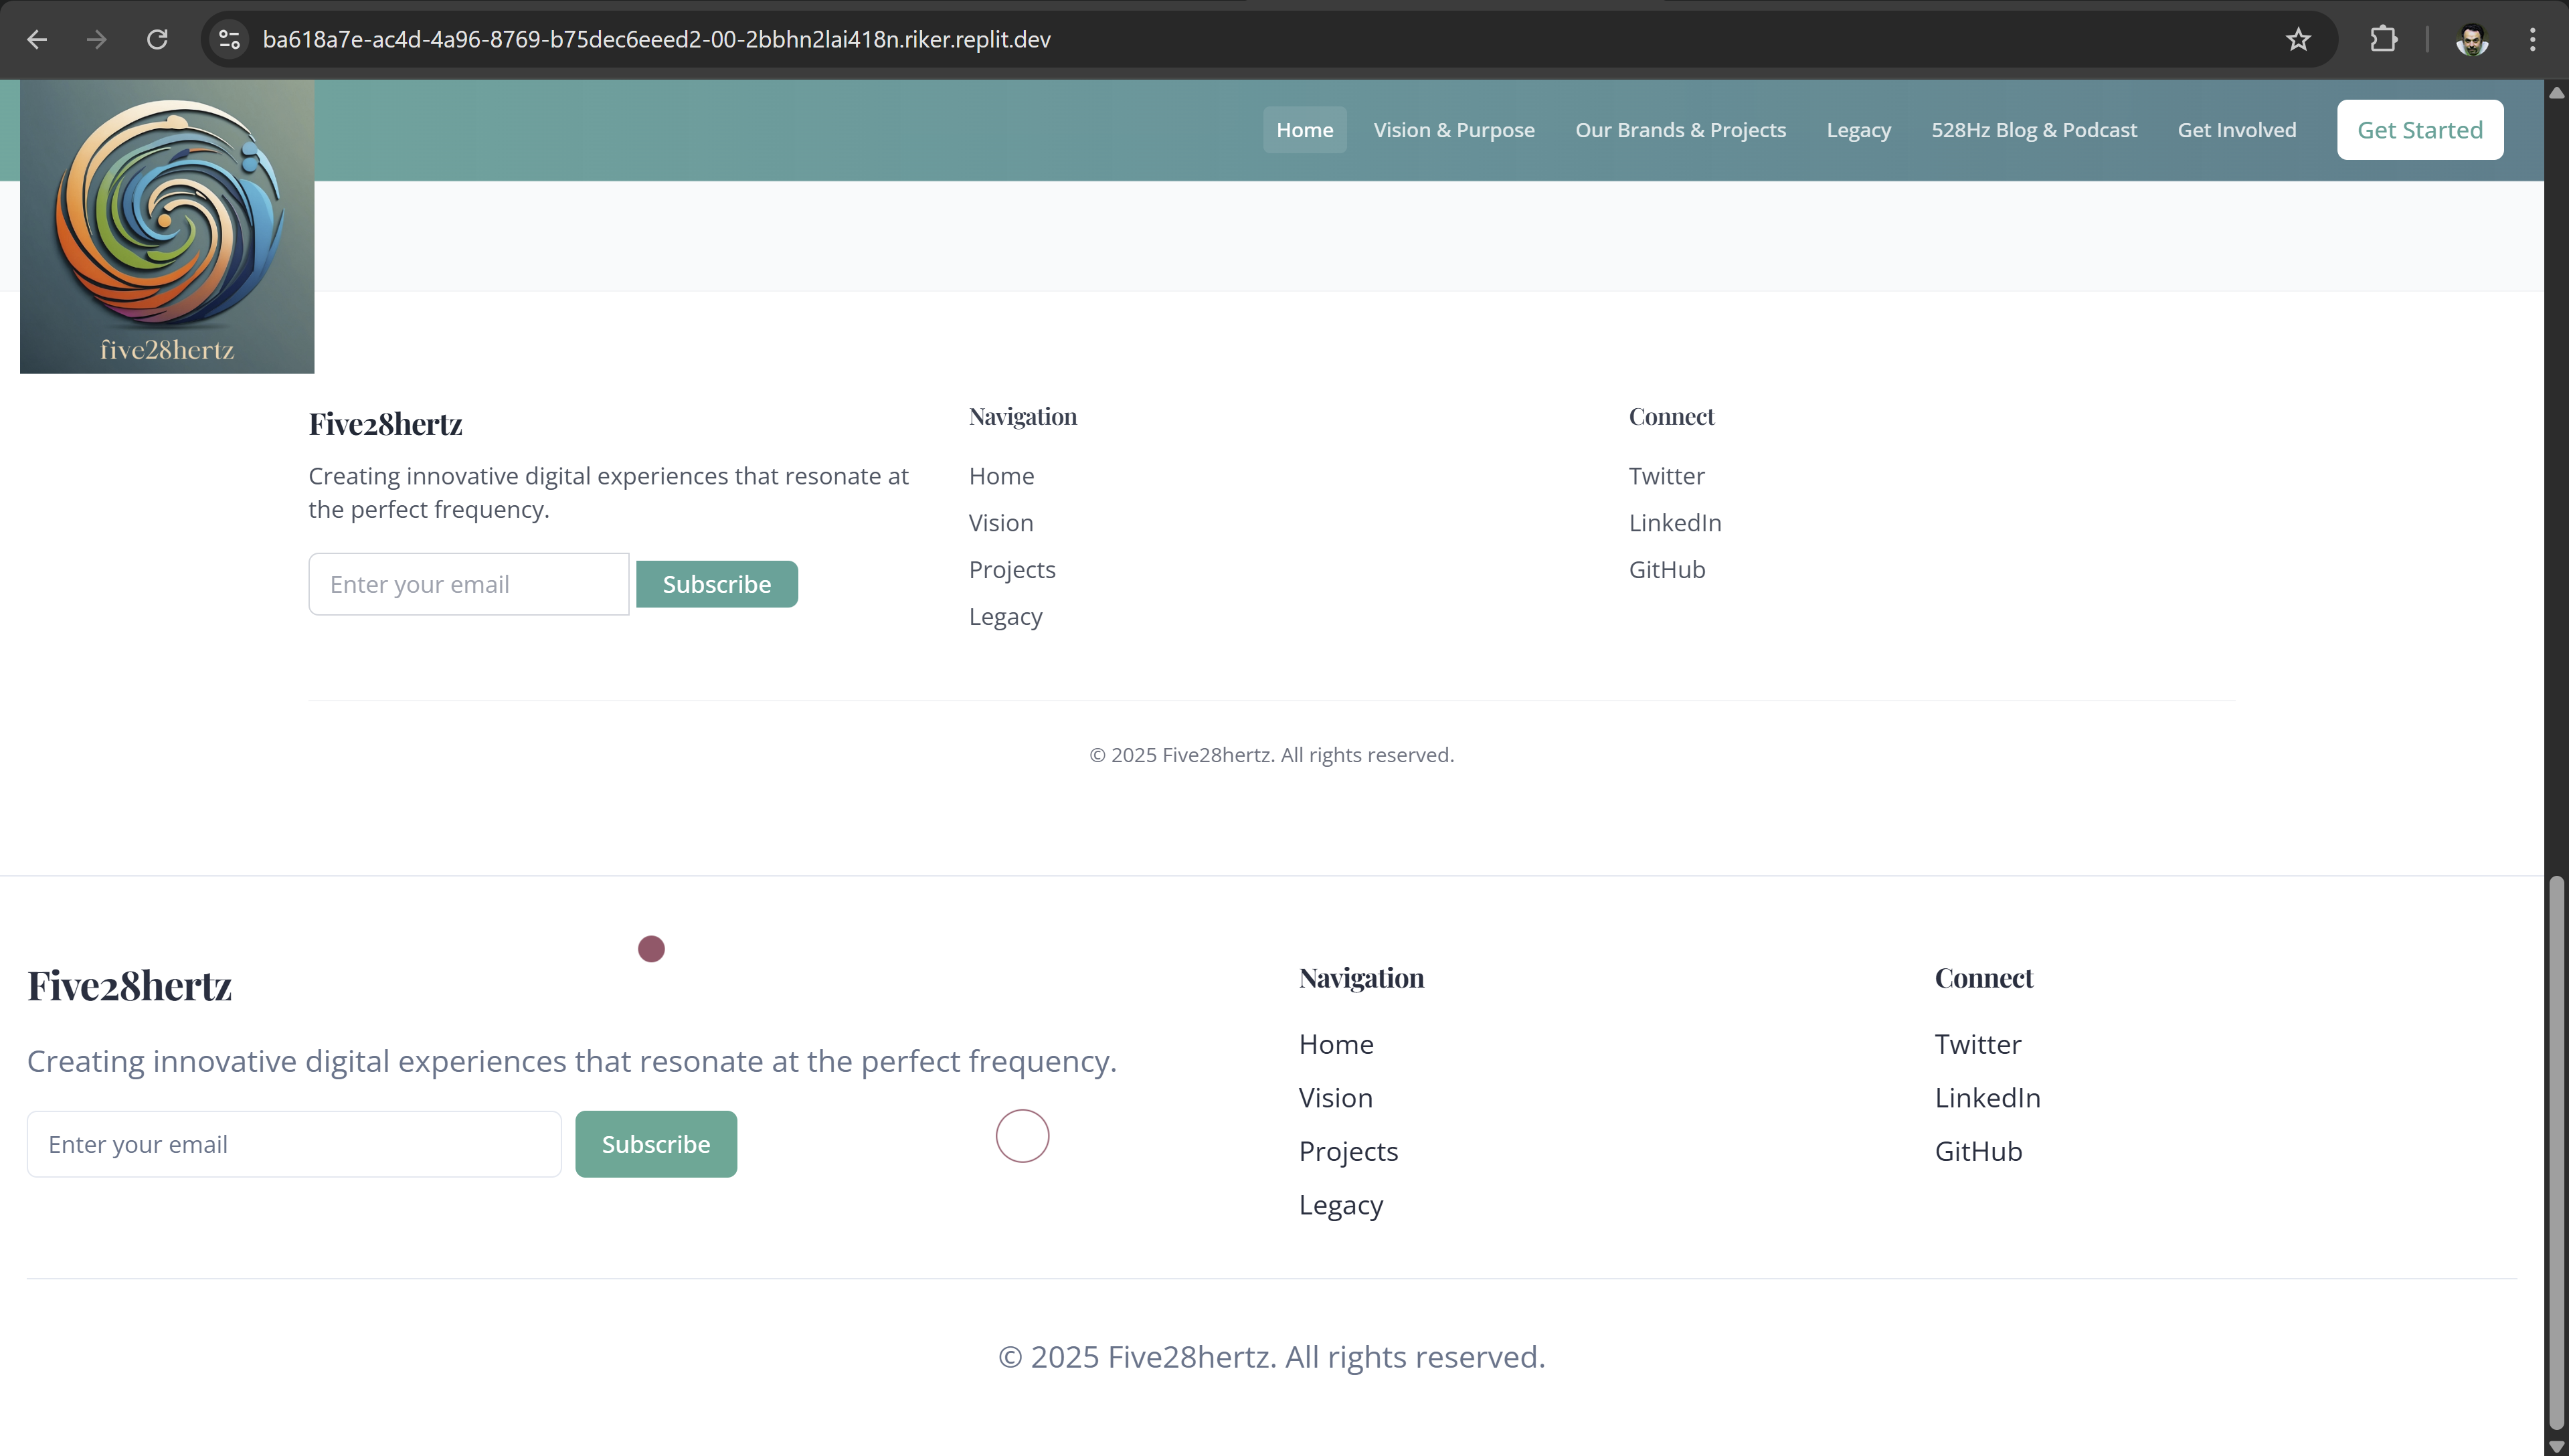 ba618a7e-ac4d-4a96-8769-b75dec6eeed2-00-2bbhn2lai418n.riker.replit.dev
Home Vision & Purpose Our Brands & Projects Legacy 528Hz Blog & Podcast Get Involved Get Started
five28hertz
Five28hertz
Creating innovative digital experiences that resonate at
the perfect frequency.
Enter your email Subscribe
Navigation
Home
Vision
Projects
Legacy
Connect
Twitter
LinkedIn
GitHub
© 2025 Five28hertz. All rights reserved.
Five28hertz
Creating innovative digital experiences that resonate at the perfect frequency.
Enter your email Subscribe
Navigation
Home
Vision
Projects
Legacy
Connect
Twitter
LinkedIn
GitHub
© 2025 Five28hertz. All rights reserved.